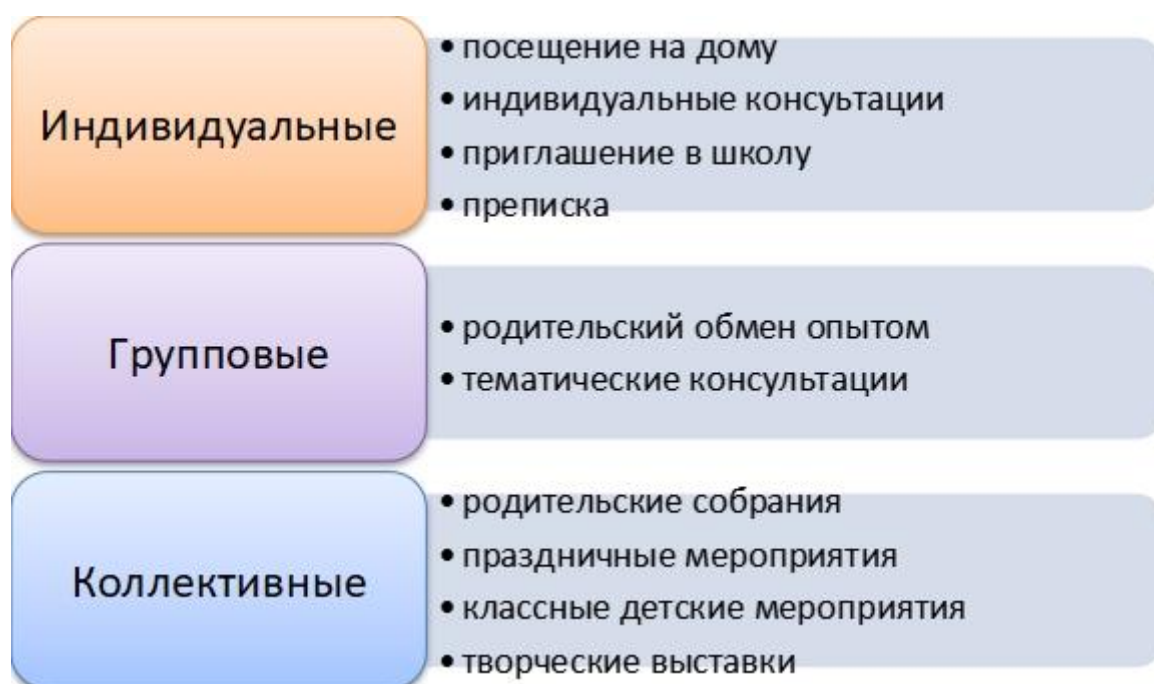 Индивидуальные
• посещение на дому
• индивидуальные консуьтации
• приглашение в школу
• преписка
Групповые
• родительский обмен опытом
• тематические консультации
Коллективные
• родительские собрания
• праздничные мероприятия
• классные детские мероприятия
• творческие выставки